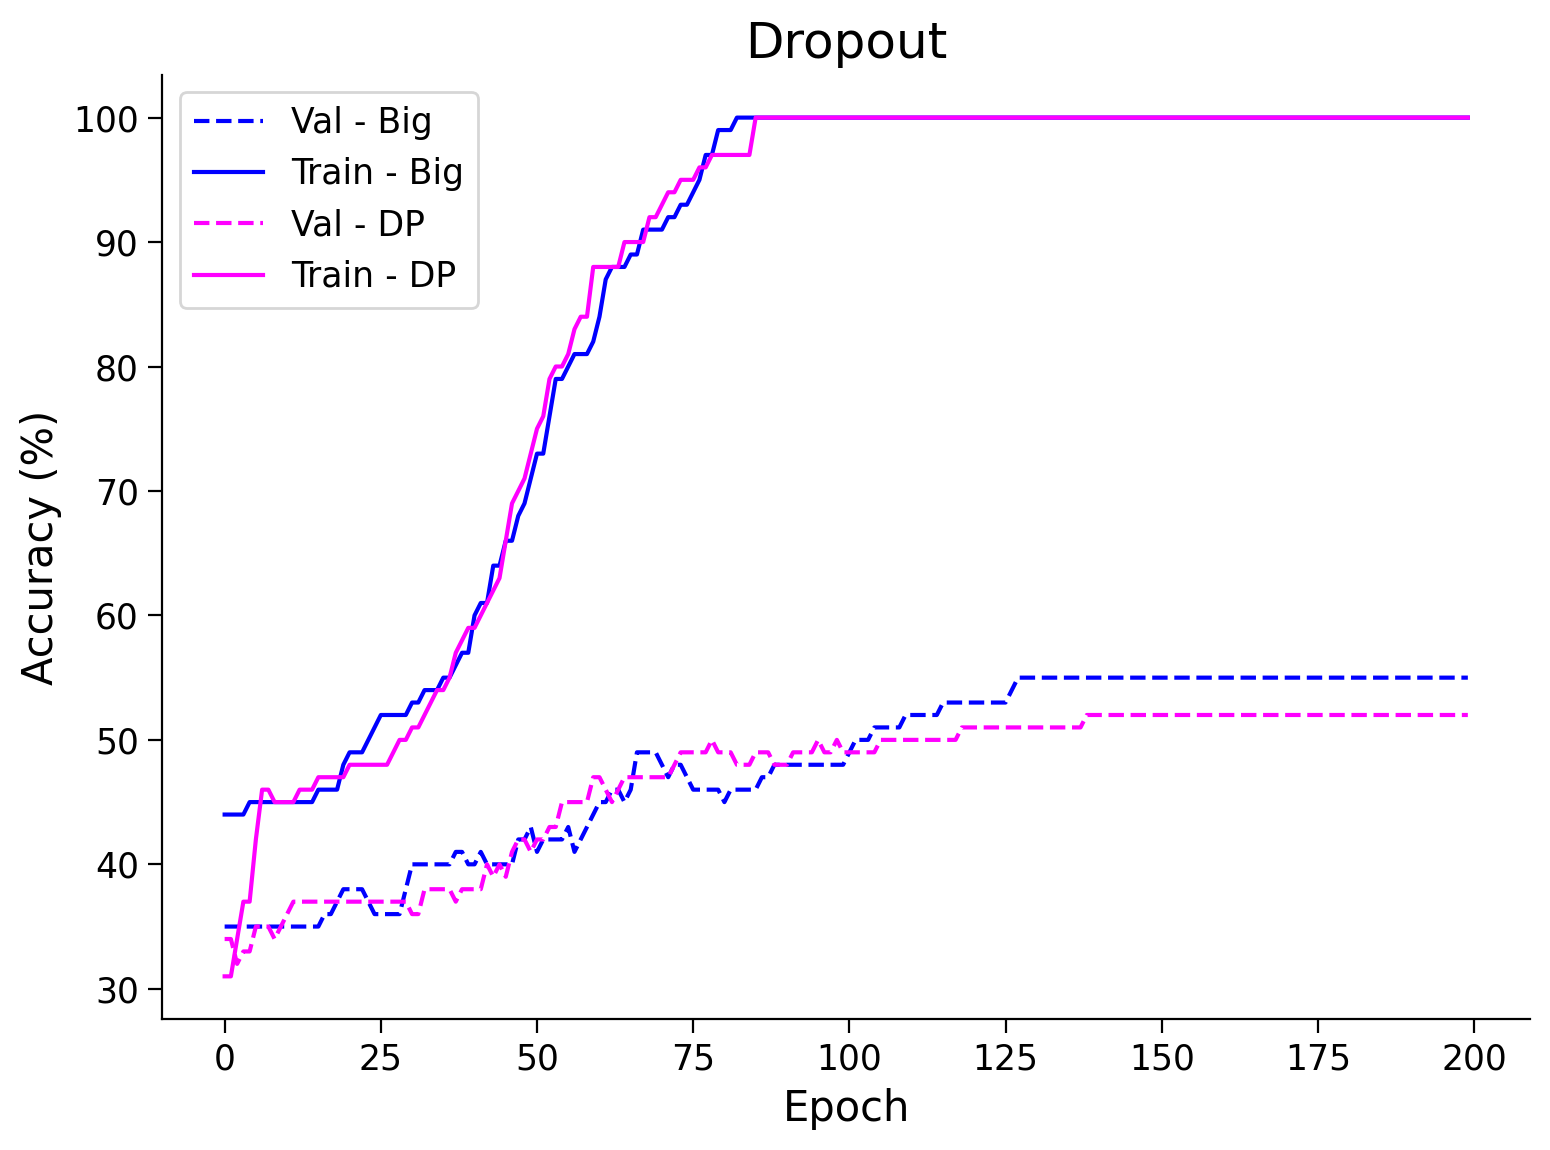 Dropout
Val - Big
Train - Big
Val - DP
Train - DP
Accuracy (%)
100
90
80
70
60
50
40
30
0 25 50 75 100 125 150 175 200
Epoch